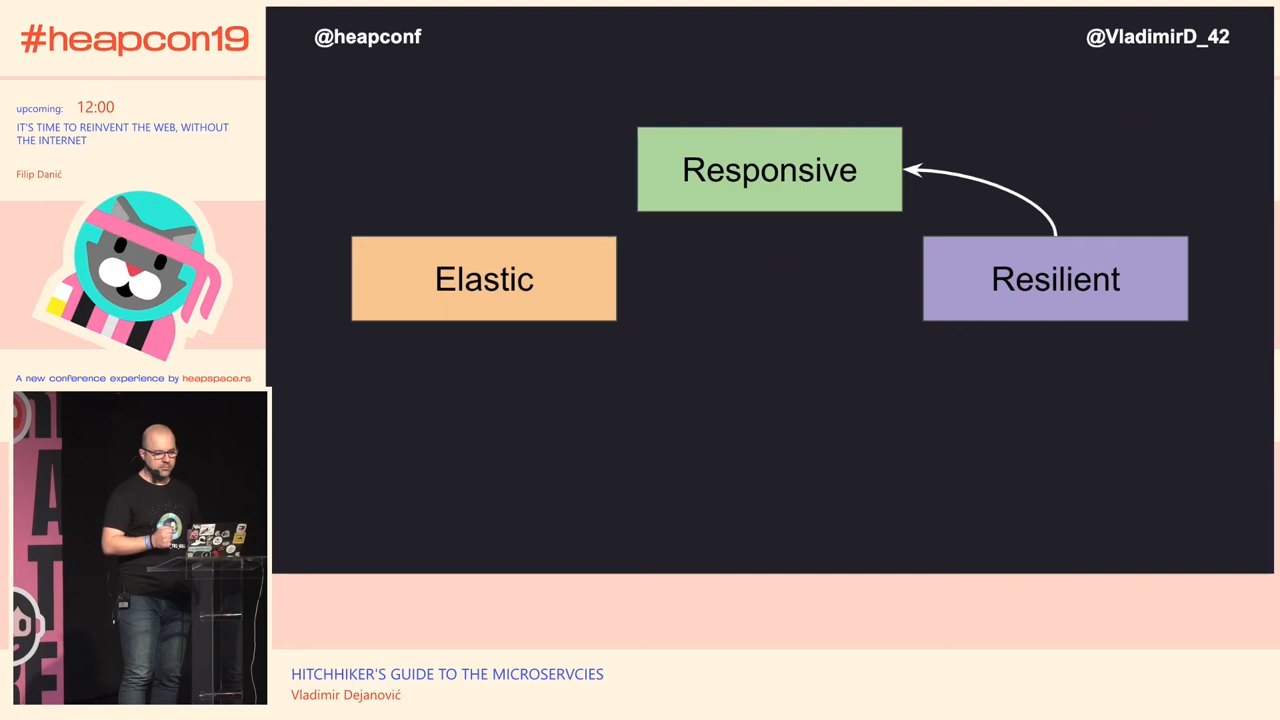 #heapcon19
upcoming: 12:00
IT'S TIME TO REINVENT THE WEB, WITHOUT
THE INTERNET
Filip Danić
A new conference experience by heapspace.rs
@heapconf
@VladimirD_42
Responsive
Elastic
Resilient
HITCHHIKER'S GUIDE TO THE MICROSERVCIES
Vladimir Dejanović